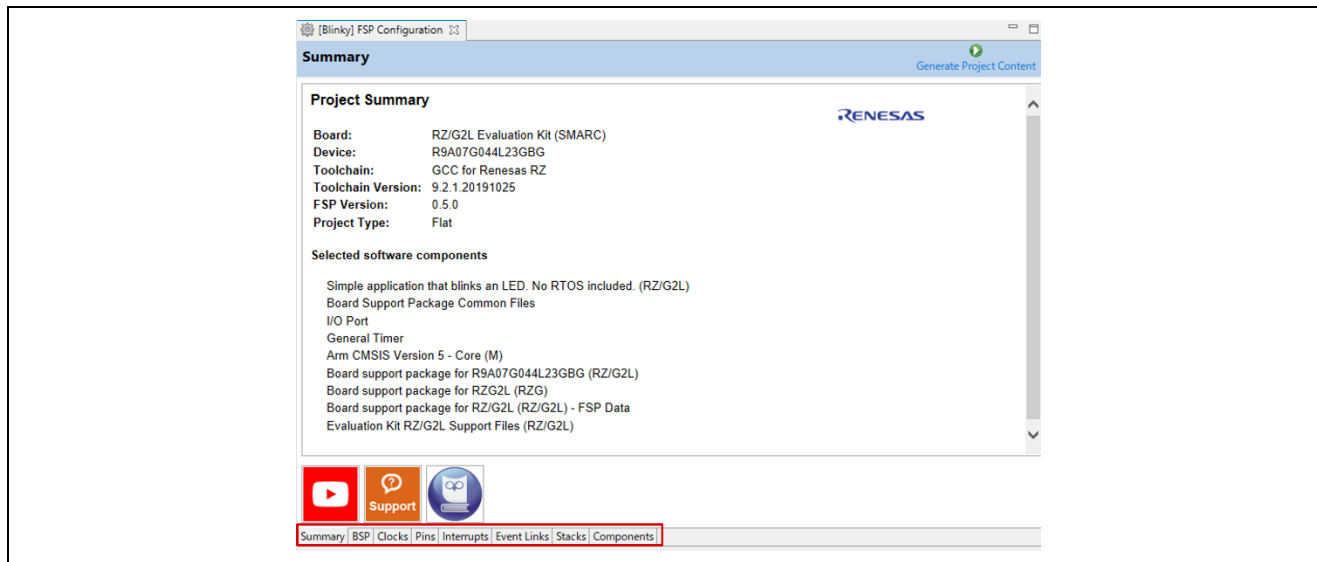 [Blinky] FSP Configuration
Summary
Generate Project Content
Project Summary
RENESAS
Board: RZ/G2L Evaluation Kit (SMARC)
Device: R9A07G044L23GBG
Toolchain: GCC for Renesas RZ
Toolchain Version: 9.2.1.20191025
FSP Version: 0.5.0
Project Type: Flat
Selected software components
Simple application that blinks an LED. No RTOS included. (RZ/G2L)
Board Support Package Common Files
I/O Port
General Timer
Arm CMSIS Version 5 - Core (M)
Board support package for R9A07G044L23GBG (RZ/G2L)
Board support package for RZG2L (RZG)
Board support package for RZ/G2L (RZ/G2L) - FSP Data
Evaluation Kit RZ/G2L Support Files (RZ/G2L)
Support
Summary BSP Clocks Pins Interrupts Event Links Stacks Components